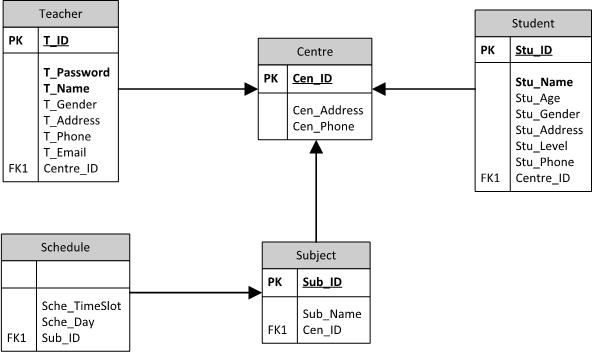 Teacher
PK T_ID
T_Password
T_Name
T_Gender
T_Address
T_Phone
T_Email
FK1 Centre_ID
Centre
PK Cen_ID
Cen_Address
Cen_Phone
Student
PK Stu_ID
Stu_Name
Stu_Age
Stu_Gender
Stu_Address
Stu_Level
Stu_Phone
FK1 Centre_ID
Schedule
Sche_TimeSlot
Sche_Day
FK1 Sub_ID
Subject
PK Sub_ID
Sub_Name
FK1 Cen_ID